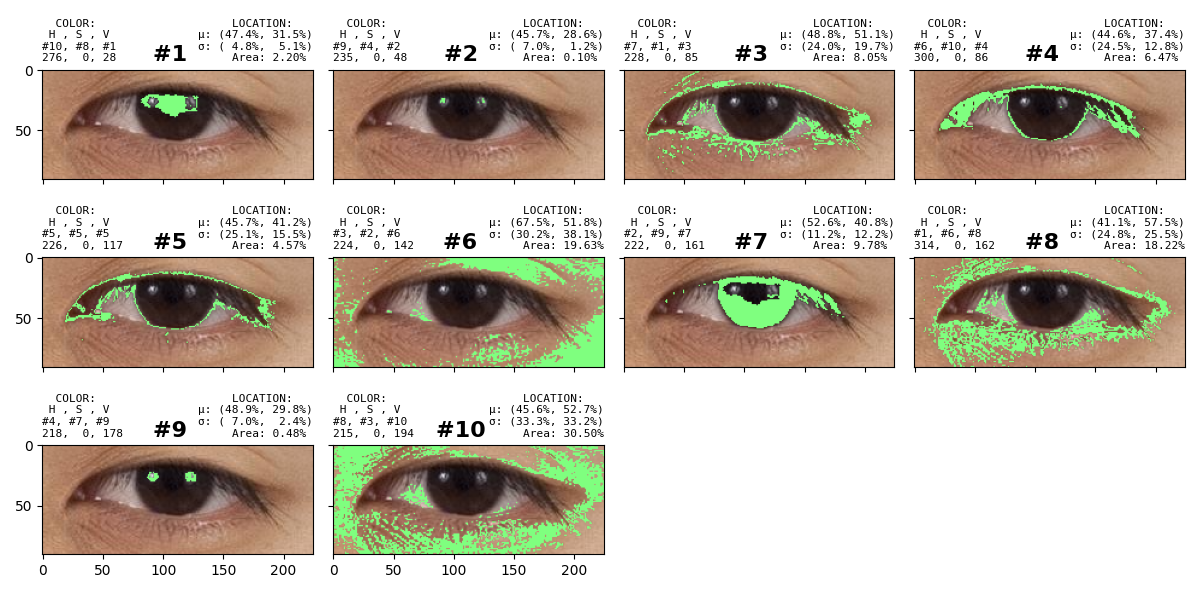 COLOR: LOCATION:
H , S , V μ: (47.4%, 31.5%)
#10, #8, #1 #1 σ: ( 4.8%, 5.1%)
276, 0, 28 Area: 2.20%
COLOR: LOCATION:
H , S , V μ: (45.7%, 28.6%)
#9, #4, #2 #2 σ: ( 7.0%, 1.2%)
235, 0, 48 Area: 0.10%
COLOR: LOCATION:
H , S , V μ: (48.8%, 51.1%)
#7, #1, #3 #3 σ: (24.0%, 19.7%)
228, 0, 85 Area: 8.05%
COLOR: LOCATION:
H , S , V μ: (44.6%, 37.4%)
#6, #10, #4 #4 σ: (24.5%, 12.8%)
300, 0, 86 Area: 6.47%
0
50
COLOR: LOCATION:
H , S , V μ: (45.7%, 41.2%)
#5, #5, #5 #5 σ: (25.1%, 15.5%)
226, 0, 117 Area: 4.57%
COLOR: LOCATION:
H , S , V μ: (67.5%, 51.8%)
#3, #2, #6 #6 σ: (30.2%, 38.1%)
224, 0, 142 Area: 19.63%
COLOR: LOCATION:
H , S , V μ: (52.6%, 40.8%)
#2, #9, #7 #7 σ: (11.2%, 12.2%)
222, 0, 161 Area: 9.78%
COLOR: LOCATION:
H , S , V μ: (41.1%, 57.5%)
#1, #6, #8 #8 σ: (24.8%, 25.5%)
314, 0, 162 Area: 18.22%
0
50
COLOR: LOCATION:
H , S , V μ: (48.9%, 29.8%)
#4, #7, #9 #9 σ: ( 7.0%, 2.4%)
218, 0, 178 Area: 0.48%
COLOR: LOCATION:
H , S , V μ: (45.6%, 52.7%)
#8, #3, #10 #10 σ: (33.3%, 33.2%)
215, 0, 194 Area: 30.50%
0
50
0 50 100 150 200
0 50 100 150 200